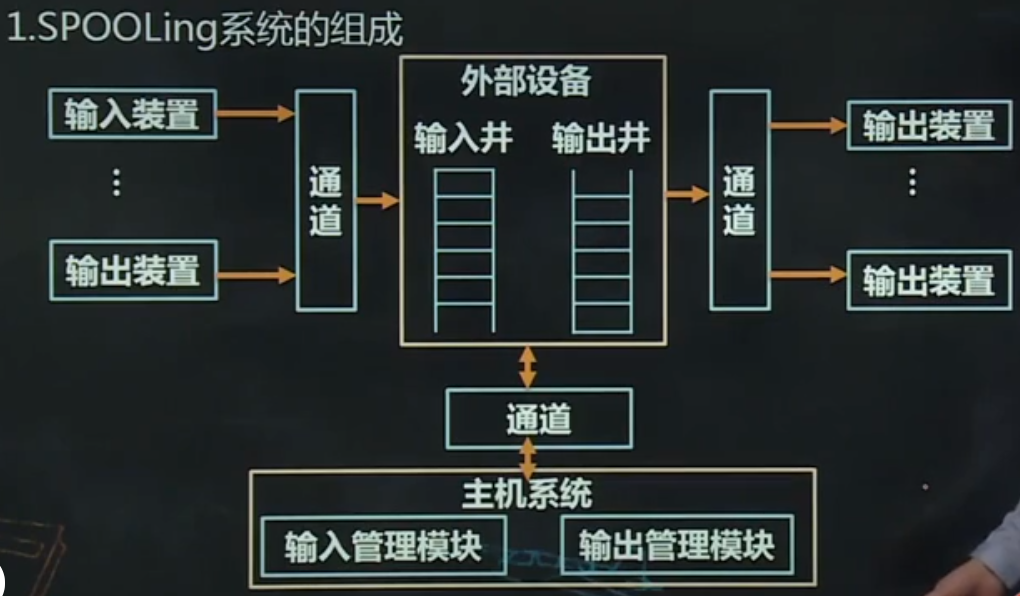 1.SPOOLing系统的组成
外部设备
输入装置
输入井
输出井
输出装置
⋮
通道
通道
⋮
输出装置
输出装置
通道
主机系统
输入管理模块
输出管理模块